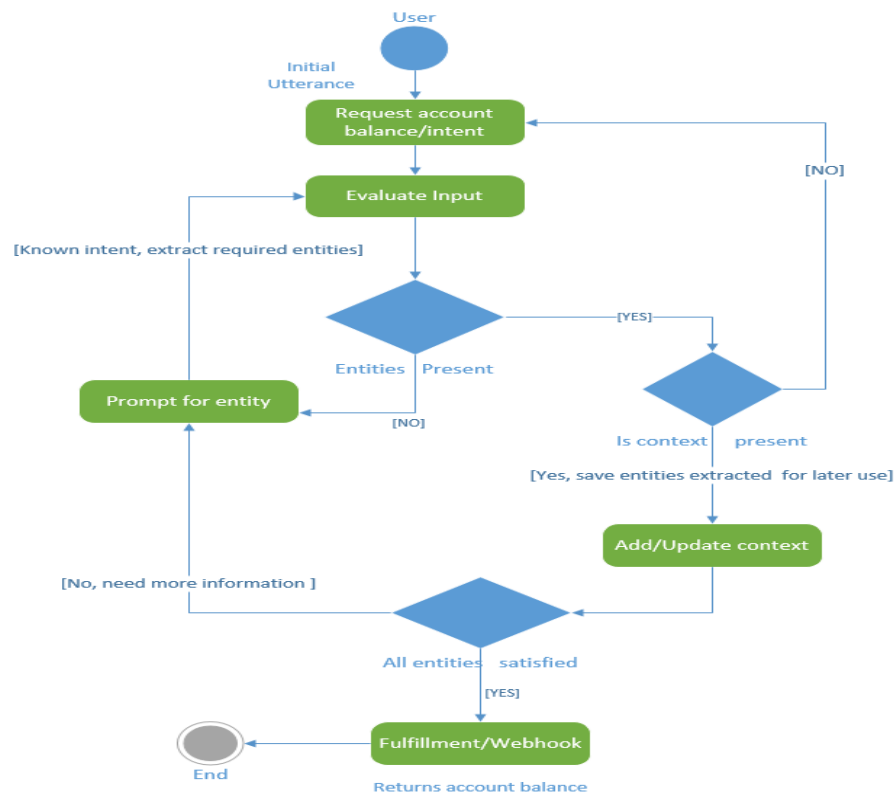 User
Initial
Utterance
Request account
balance/intent
[NO]
Evaluate Input
[Known intent, extract required entities]
[YES]
Entities Present
Prompt for entity
[NO]
Is context present
[Yes, save entities extracted for later use]
Add/Update context
[No, need more information ]
All entities satisfied
[YES]
Fulfillment/Webhook
End
Returns account balance